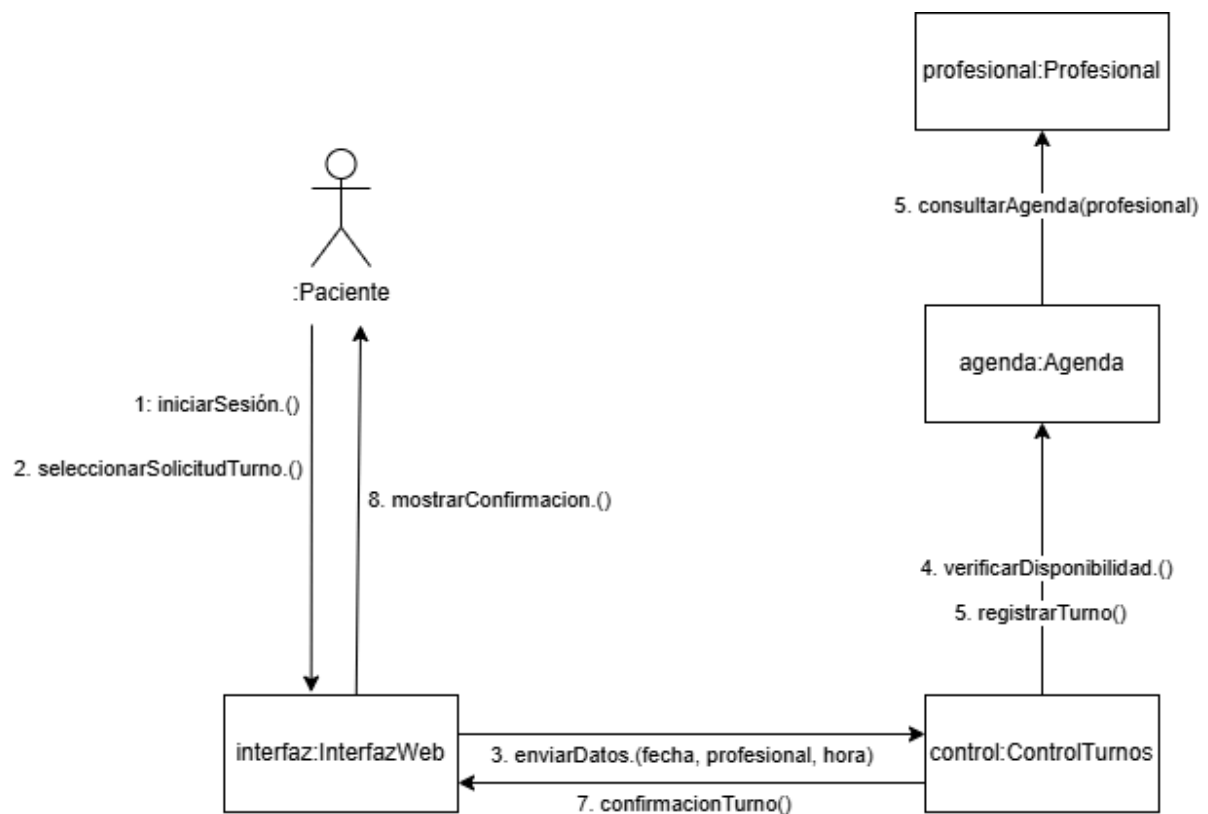 profesional:Profesional
5. consultarAgenda(profesional)
:Paciente
agenda:Agenda
1: iniciarSesión.()
2. seleccionarSolicitudTurno.()
8. mostrarConfirmacion.()
4. verificarDisponibilidad.()
5. registrarTurno()
interfaz:InterfazWeb
3. enviarDatos.(fecha, profesional, hora)
control:ControlTurnos
7. confirmacionTurno()